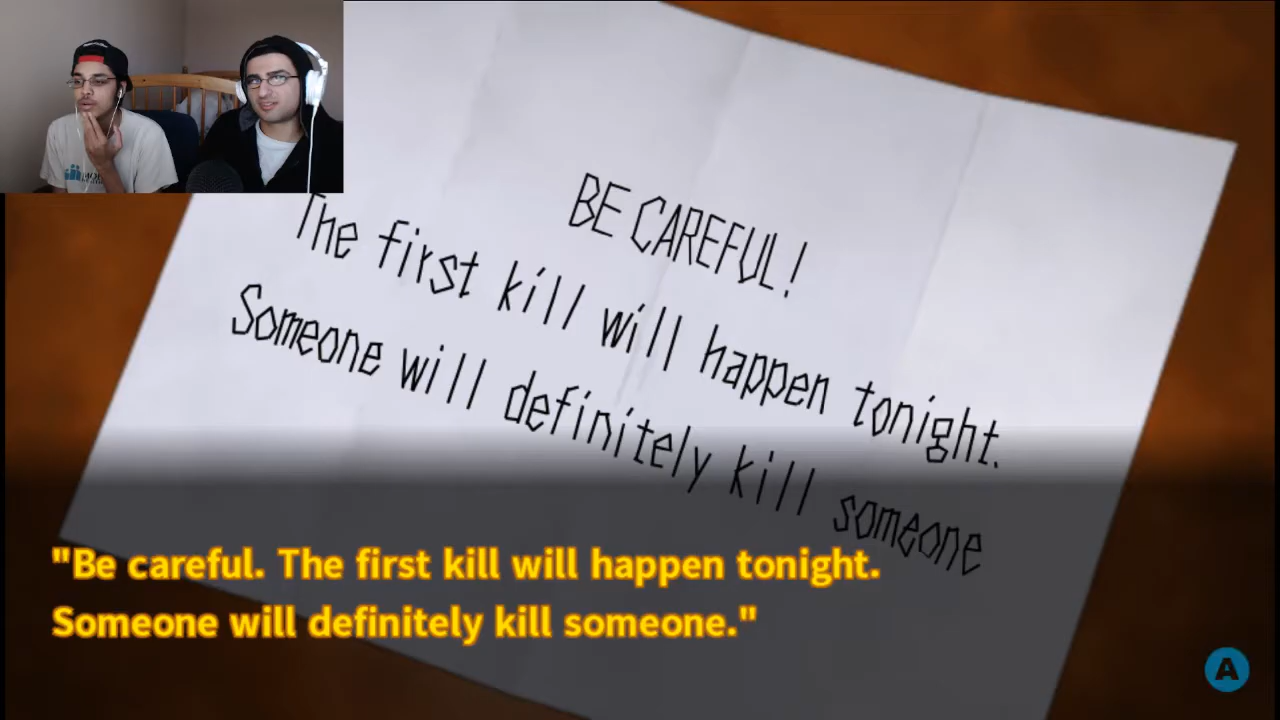 BE CAREFUL!
The first kill will happen tonight.
Someone will definitely kill someone
"Be careful. The first kill will happen tonight.
Someone will definitely kill someone."
A